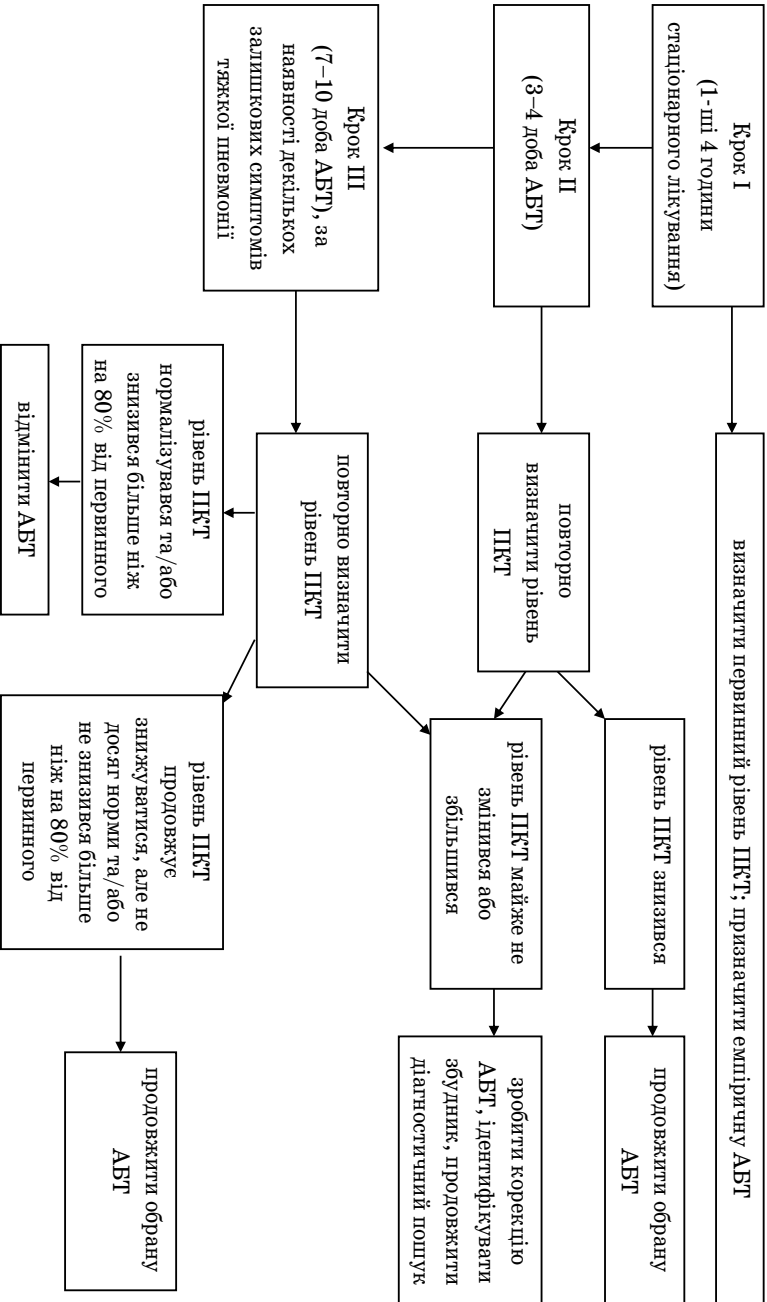 Крок I
(1-ші 4 години
стаціонарного лікування)
визначити первинний рівень ПКТ; призначити емпіричну АБТ
Крок II
(3–4 доба АБТ)
повторно
визначити рівень
ПКТ
рівень ПКТ знизився
продовжити обрану
АБТ
рівень ПКТ майже не
змінився або
збільшився
зробити корекцію
АБТ, ідентифікувати
збудник, продовжити
діагностичний пошук
Крок III
(7–10 доба АБТ), за
наявності декількох
залишкових симптомів
тяжкої пневмонії
повторно визначити
рівень ПКТ
рівень ПКТ
нормалізувався та/або
знизився більше ніж
на 80% від первинного
відмінити АБТ
рівень ПКТ
продовжує
знижуватися, але не
досяг норми та/або
не знизився більше
ніж на 80% від
первинного
продовжити обрану
АБТ